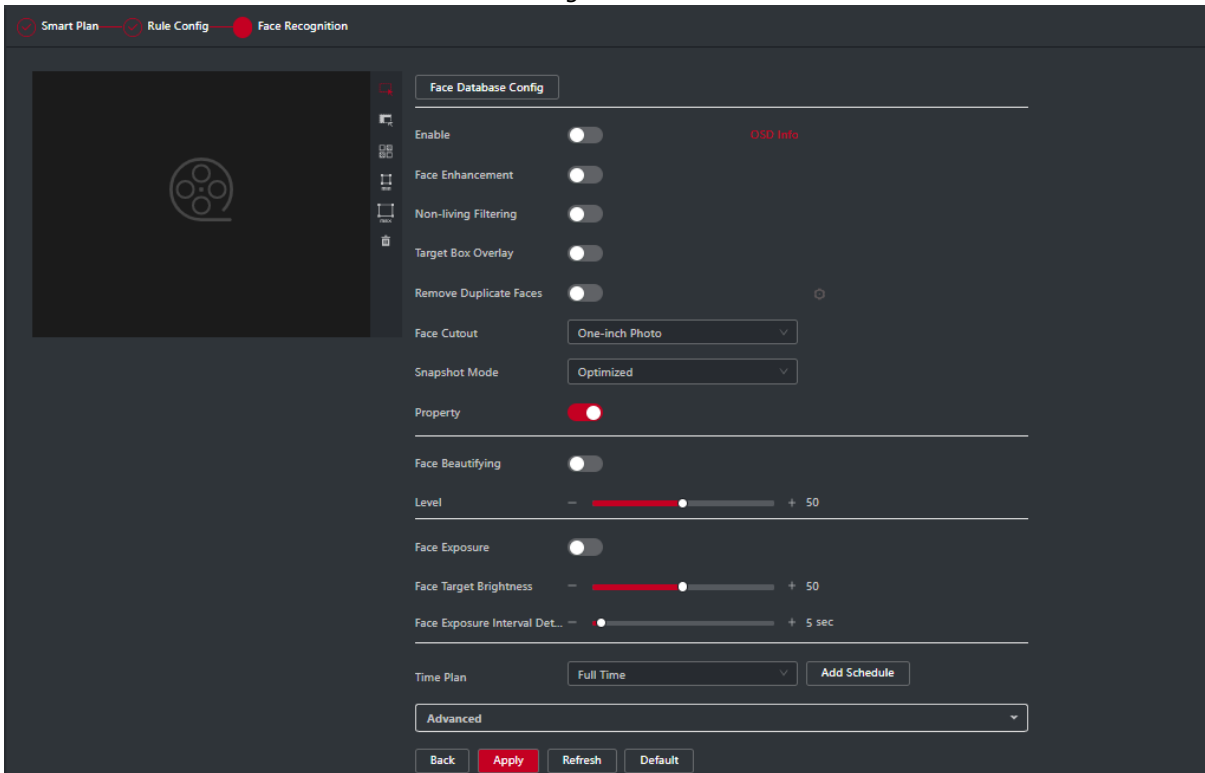 Smart Plan Rule Config Face Recognition
Face Database Config
Enable OSD Info
Face Enhancement
Non-living Filtering
Target Box Overlay
Remove Duplicate Faces
Face Cutout One-inch Photo
Snapshot Mode Optimized
Property
Face Beautifying
Level − + 50
Face Exposure
Face Target Brightness − + 50
Face Exposure Interval Det... − + 5 sec
Time Plan Full Time Add Schedule
Advanced
Back Apply Refresh Default